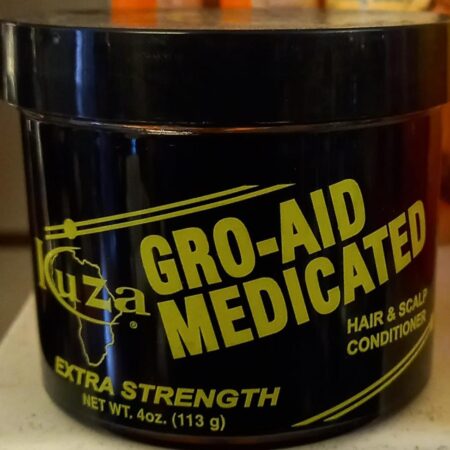 Kuza®
GRO-AID
MEDICATED
HAIR & SCALP
CONDITIONER
EXTRA STRENGTH
NET WT. 4oz. (113 g)